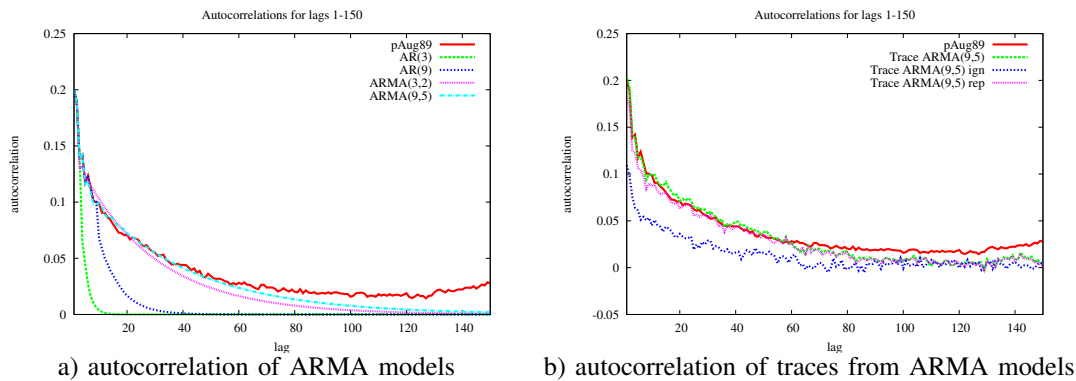 Autocorrelations for lags 1-150
0.25
0.2
0.15
0.1
0.05
0
autocorrelation
pAug89
AR(3)
AR(9)
ARMA(3,2)
ARMA(9,5)
20 40 60 80 100 120 140
lag
a) autocorrelation of ARMA models
Autocorrelations for lags 1-150
0.25
0.2
0.15
0.1
0.05
0
-0.05
autocorrelation
pAug89
Trace ARMA(9,5)
Trace ARMA(9,5) ign
Trace ARMA(9,5) rep
20 40 60 80 100 120 140
lag
b) autocorrelation of traces from ARMA models